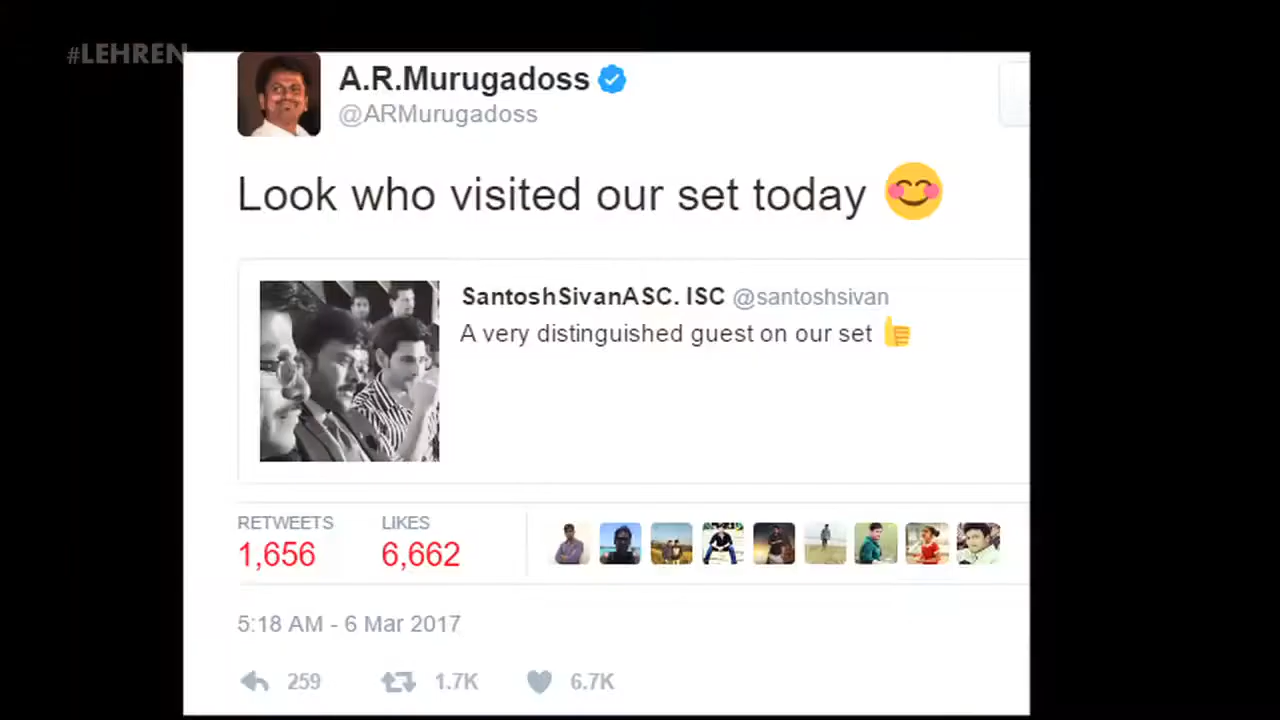 #LEHREN
A.R.Murugadoss
@ARMurugadoss
Look who visited our set today 😊
SantoshSivanASC. ISC @santoshsivan
A very distinguished guest on our set 👍
RETWEETS LIKES
1,656 6,662
5:18 AM - 6 Mar 2017
259 1.7K 6.7K